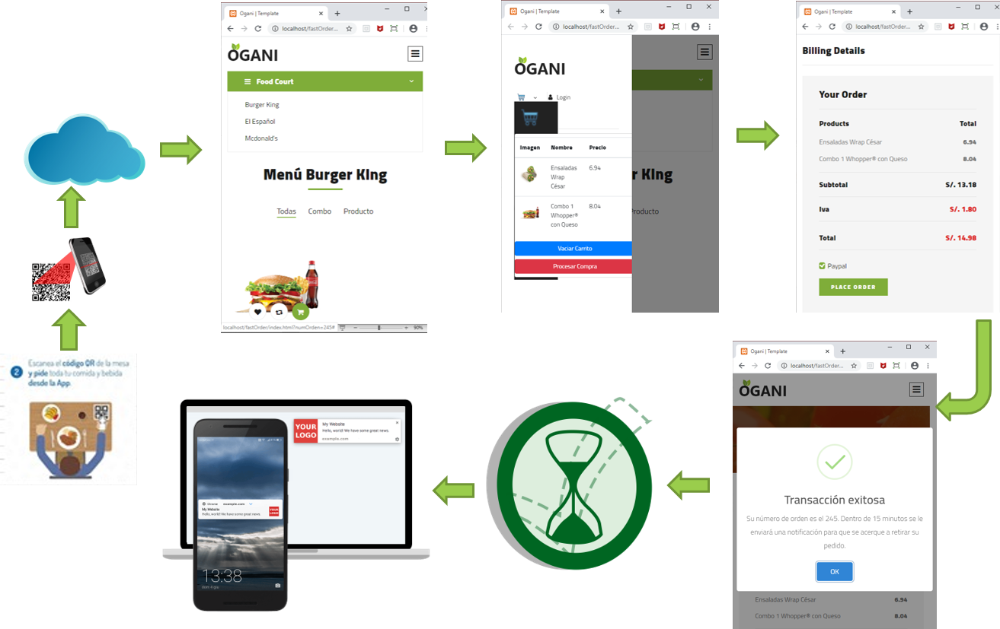 Ogani | Template
localhost/fastOrder...
OGANI
Food Court
Burger King
El Español
Mcdonald's
Menú Burger King
Todas Combo Producto
localhost/fastOrder/index.html?numOrden=245#
90%
Ogani | Template
localhost/fastOrder...
OGANI
Login
Imagen Nombre Precio
Ensaladas 6.94
Wrap
César
Combo 1 8.04
Whopper®
con Queso
Vaciar Carrito
Procesar Compra
r King
Producto
Ogani | Template
localhost/fastOrder...
Billing Details
Your Order
Products Total
Ensaladas Wrap César 6.94
Combo 1 Whopper® con Queso 8.04
Subtotal S/. 13.18
Iva S/. 1.80
Total S/. 14.98
Paypal
PLACE ORDER
Ogani | Template
localhost/fastOrder...
OGANI
Transacción exitosa
Su número de orden es el 245. Dentro de 15 minutos se le
enviará una notificación para que se acerque a retirar su
pedido.
OK
Ensaladas Wrap César 6.94
Combo 1 Whopper® con Queso 8.04
YOUR
LOGO
My Website
Hello, world! We have some great news.
example.com
Chrome example.com
My Website
Hello, world! We have some great news.
YOUR
LOGO
13:38
2
Escanea el código QR de la mesa
y pide toda tu comida y bebida
desde la App.